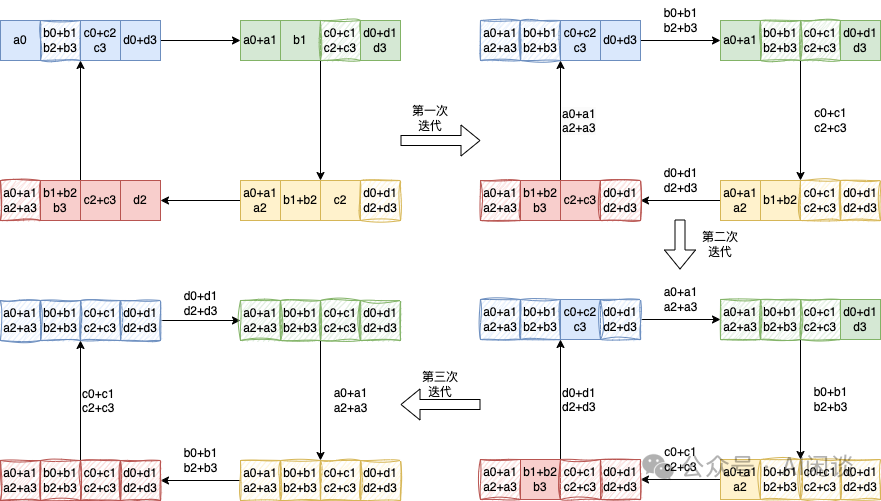 a0
b0+b1
b2+b3
c0+c2
c3
d0+d3
a0+a1
b1
c0+c1
c2+c3
d0+d1
d3
a0+a1
a2+a3
b1+b2
b3
c2+c3
d2
a0+a1
a2
b1+b2
c2
d0+d1
d2+d3
第一次
迭代
a0+a1
a2+a3
b0+b1
b2+b3
c0+c2
c3
d0+d3
b0+b1
b2+b3
a0+a1
b0+b1
b2+b3
c0+c1
c2+c3
d0+d1
d3
a0+a1
a2+a3
c0+c1
c2+c3
a0+a1
a2+a3
b1+b2
b3
c2+c3
d0+d1
d2+d3
d0+d1
d2+d3
a0+a1
a2
b1+b2
c0+c1
c2+c3
d0+d1
d2+d3
第二次
迭代
a0+a1
a2+a3
b0+b1
b2+b3
c0+c1
c2+c3
d0+d1
d2+d3
d0+d1
d2+d3
a0+a1
a2+a3
b0+b1
b2+b3
c0+c1
c2+c3
d0+d1
d2+d3
c0+c1
c2+c3
a0+a1
a2+a3
a0+a1
a2+a3
b0+b1
b2+b3
c0+c1
c2+c3
d0+d1
d2+d3
b0+b1
b2+b3
a0+a1
a2+a3
b0+b1
b2+b3
c0+c1
c2+c3
d0+d1
d2+d3
第三次
迭代
a0+a1
a2+a3
b0+b1
b2+b3
c0+c2
c3
d0+d1
d2+d3
a0+a1
a2+a3
a0+a1
a2+a3
b0+b1
b2+b3
c0+c1
c2+c3
d0+d1
d3
d0+d1
d2+d3
b0+b1
b2+b3
a0+a1
a2+a3
b1+b2
b3
c0+c1
c2+c3
d0+d1
d2+d3
c0+c1
c2+c3
a0+a1
a2
b0+b1
b2+b3
c0+c1
c2+c3
d0+d1
d2+d3
公众号 · AI闲谈